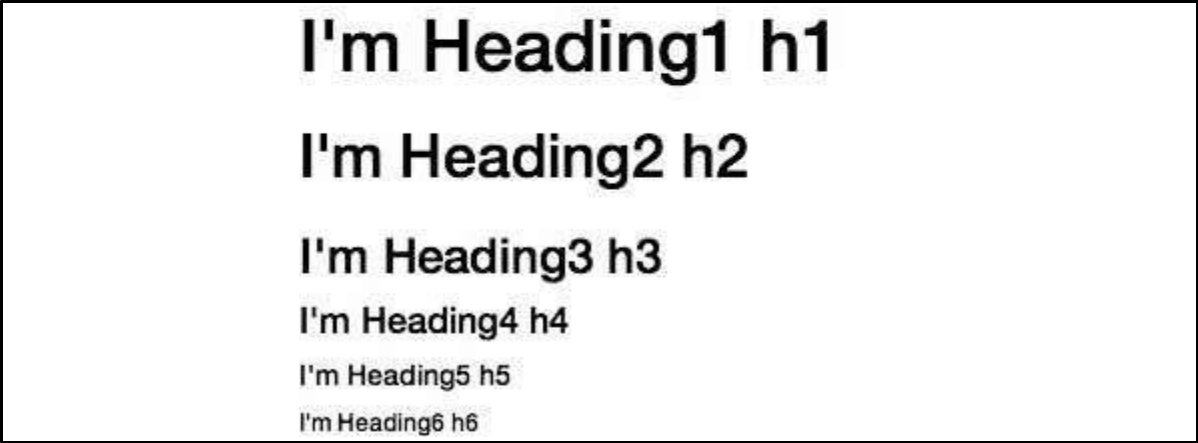 I'm Heading1 h1
I'm Heading2 h2
I'm Heading3 h3
I'm Heading4 h4
I'm Heading5 h5
I'm Heading6 h6